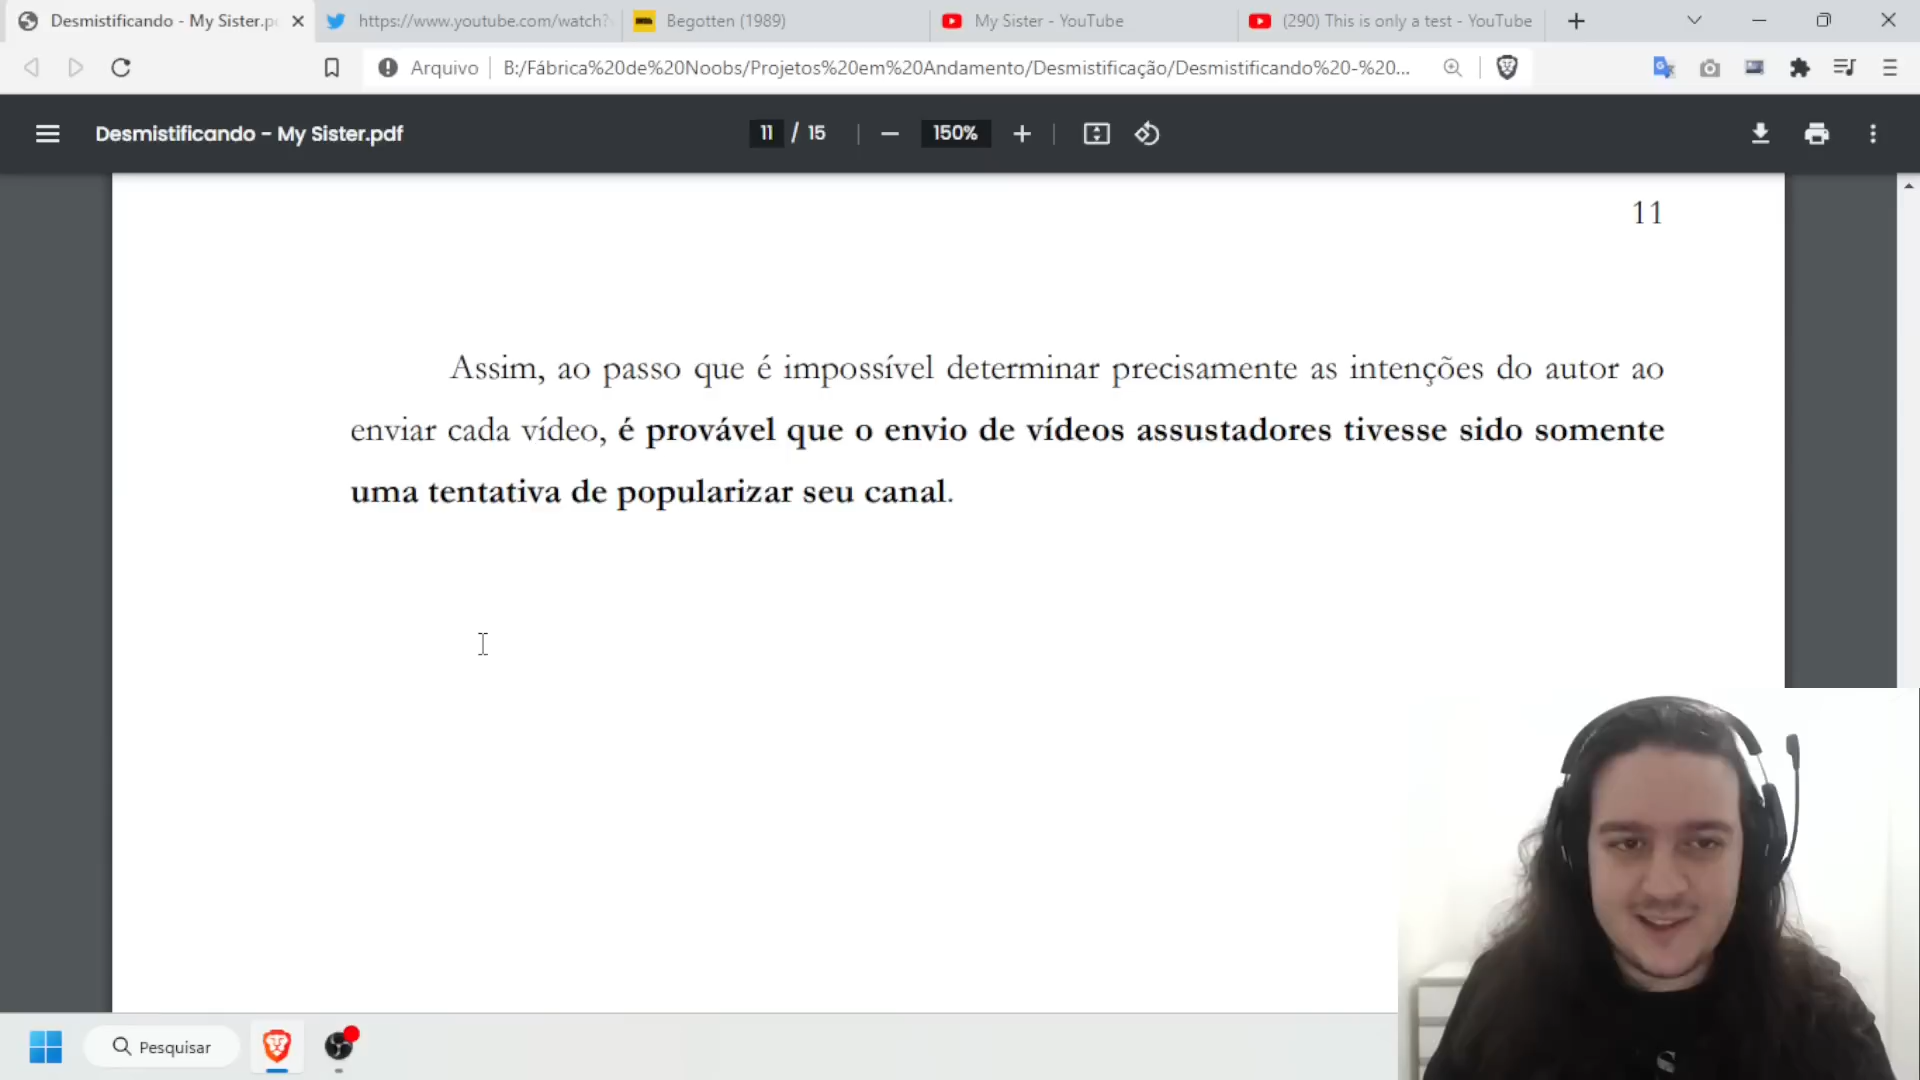 Desmistificando - My Sister.p
https://www.youtube.com/watch?
Begotten (1989)
My Sister - YouTube
(290) This is only a test - YouTube
Arquivo
B:/Fábrica%20de%20Noobs/Projetos%20em%20Andamento/Desmistificação/Desmistificando%20-%20...
Desmistificando - My Sister.pdf
11 / 15
150%
11
Assim, ao passo que é impossível determinar precisamente as intenções do autor ao
enviar cada vídeo, é provável que o envio de vídeos assustadores tivesse sido somente
uma tentativa de popularizar seu canal.
Pesquisar